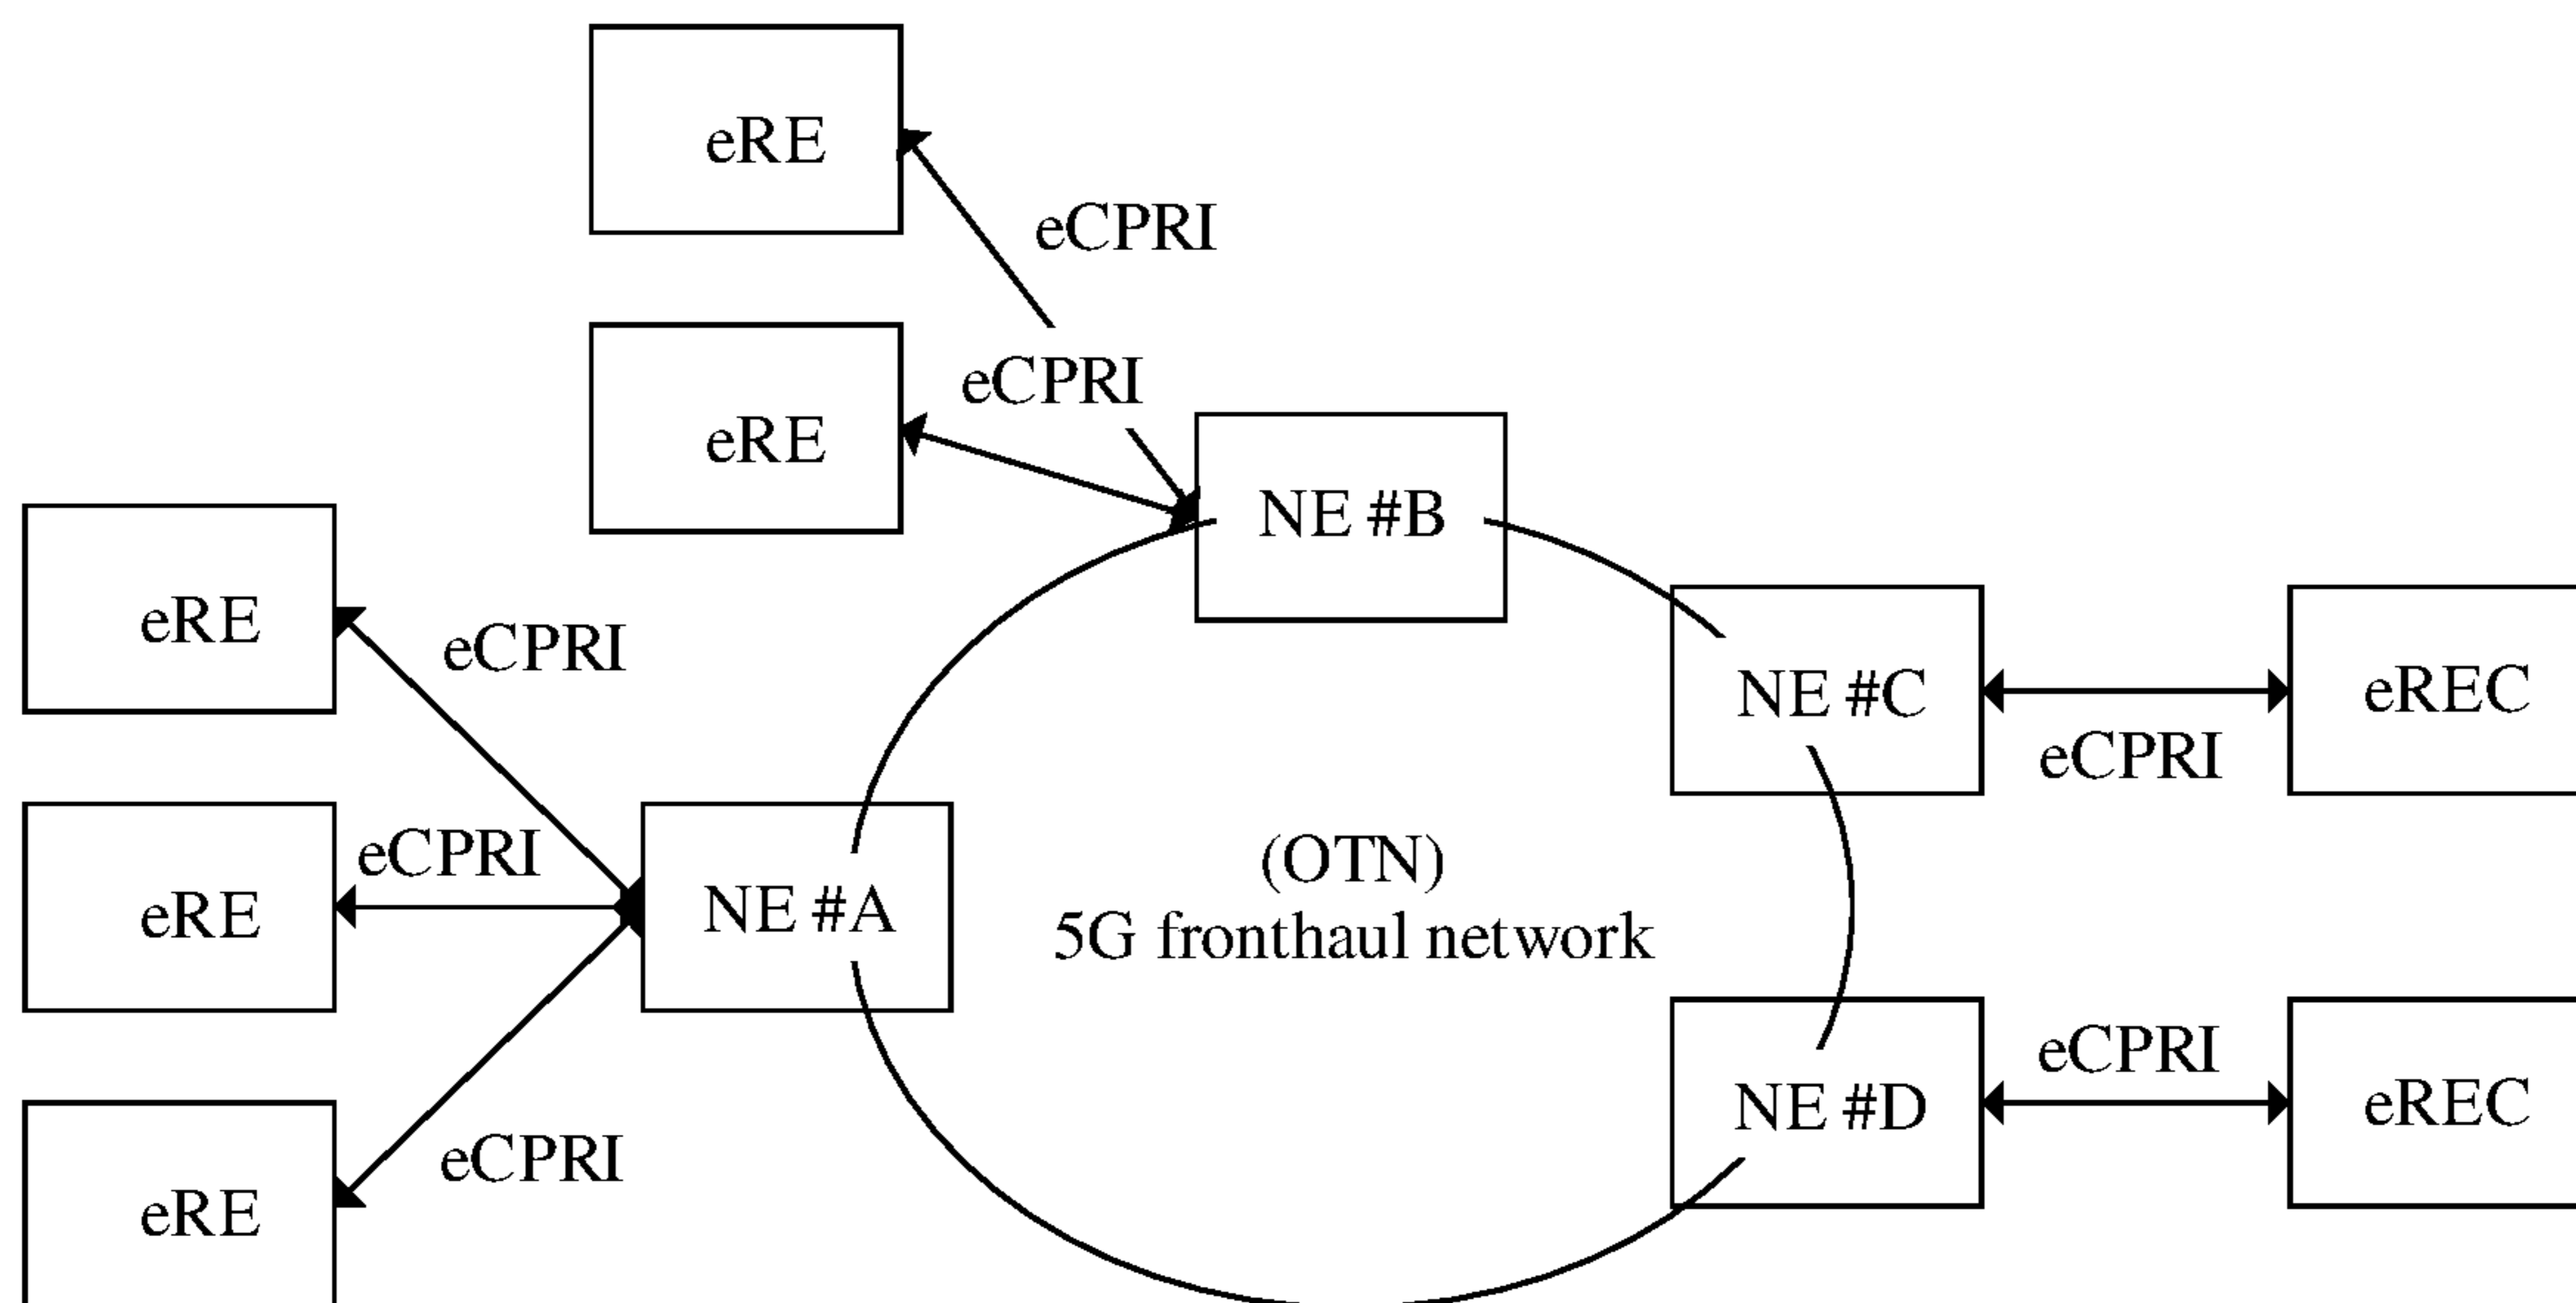 eRE
eCPRI
eCPRI
eRE
NE #B
eRE
eCPRI
NE #C
eREC
eCPRI
eCPRI
eRE
NE #A
(OTN)
5G fronthaul network
eCPRI
NE #D
eREC
eCPRI
eRE